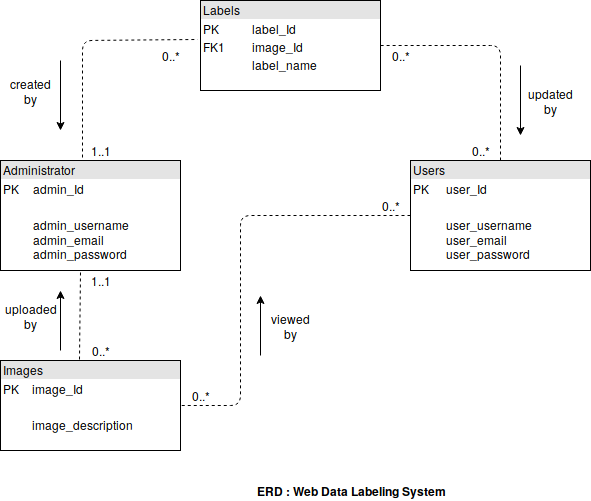 Labels
PK label_Id
FK1 image_Id
label_name
0..*
0..*
created
by
updated
by
1..1
0..*
Administrator
PK admin_Id
admin_username
admin_email
admin_password
Users
PK user_Id
user_username
user_email
user_password
0..*
1..1
uploaded
by
viewed
by
0..*
0..*
Images
PK image_Id
image_description
ERD : Web Data Labeling System